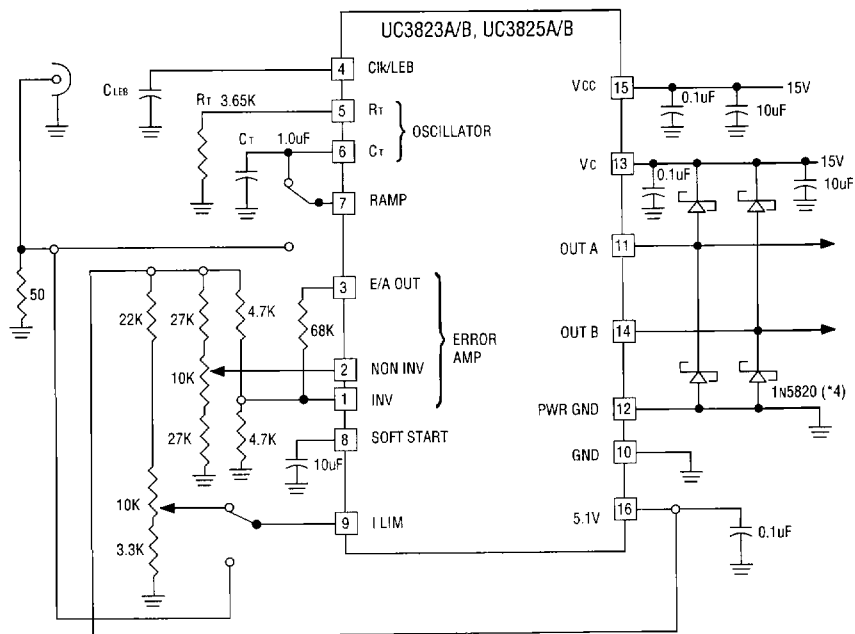 UC3823A/B, UC3825A/B
4 Clk/LEB
CLEB
RT 3.65K
5 RT
OSCILLATOR
CT 1.0uF
6 CT
7 RAMP
50
3 E/A OUT
22K
27K
4.7K
68K
ERROR
AMP
10K
2 NON INV
1 INV
27K
4.7K
8 SOFT START
10uF
10K
9 I LIM
3.3K
VCC 15
15V
0.1uF
10uF
VC 13
15V
0.1uF
10uF
OUT A 11
OUT B 14
1N5820 (*4)
PWR GND 12
GND 10
5.1V 16
0.1uF